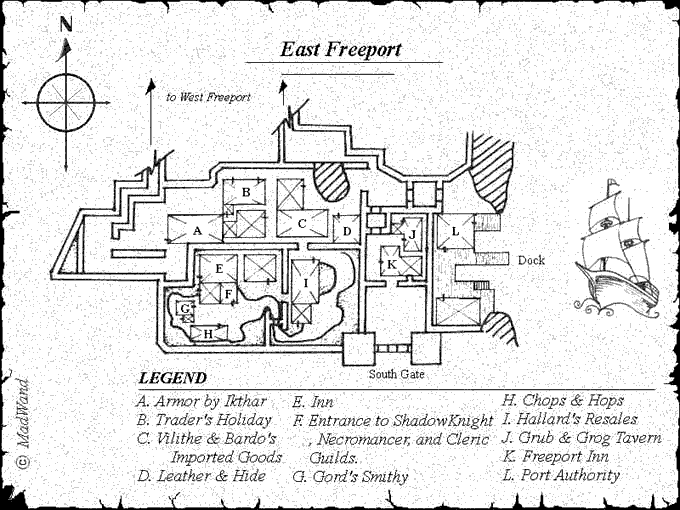 N
East Freeport
to West Freeport
A
B
C
D
E
F
G
H
I
J
K
L
Dock
South Gate
LEGEND
A. Armor by Ikthar
B. Trader's Holiday
C. Vilithe & Bardo's
Imported Goods
D. Leather & Hide
E. Inn
F. Entrance to ShadowKnight
, Necromancer, and Cleric
Guilds.
G. Gord's Smithy
H. Chops & Hops
I. Hallard's Resales
J. Grub & Grog Tavern
K. Freeport Inn
L. Port Authority
© MadWand